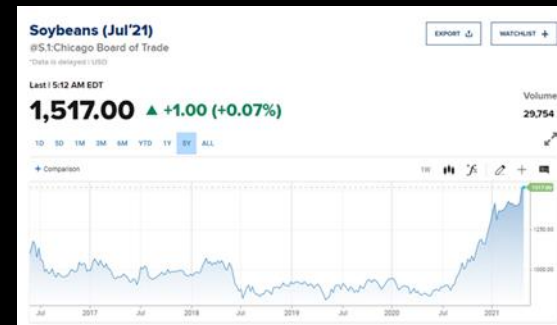 Soybeans (Jul'21)
@S.1:Chicago Board of Trade
*Data is delayed | USD
EXPORT
WATCHLIST +
Last | 5:12 AM EDT
1,517.00 ▲ +1.00 (+0.07%)
Volume
29,754
1D 5D 1M 3M 6M YTD 1Y 5Y ALL
+ Comparison
1W fx
1517.00
1250.00
1000.00
Jul 2017 Jul 2018 Jul 2019 Jul 2020 Jul 2021